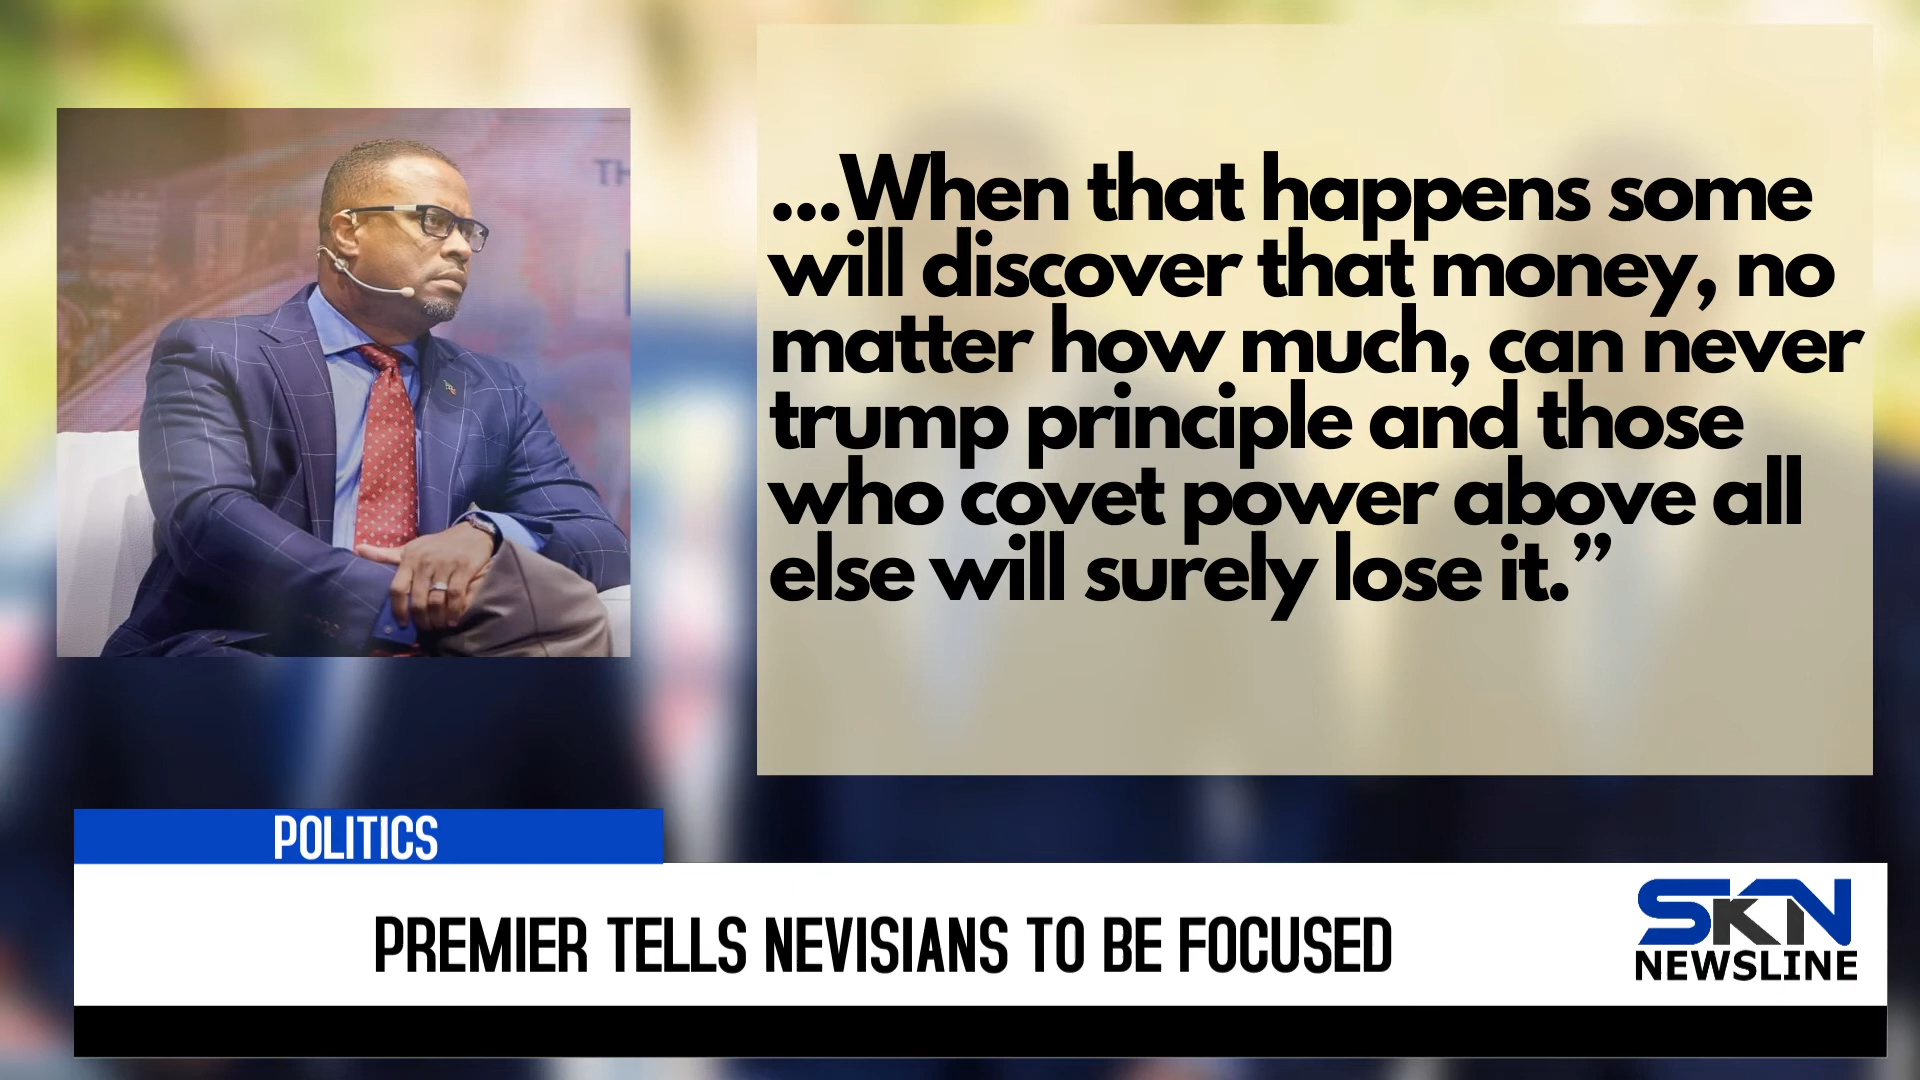 TH
...When that happens some
will discover that money, no
matter how much, can never
trump principle and those
who covet power above all
else will surely lose it.”
POLITICS
PREMIER TELLS NEVISIANS TO BE FOCUSED
SKN
NEWSLINE